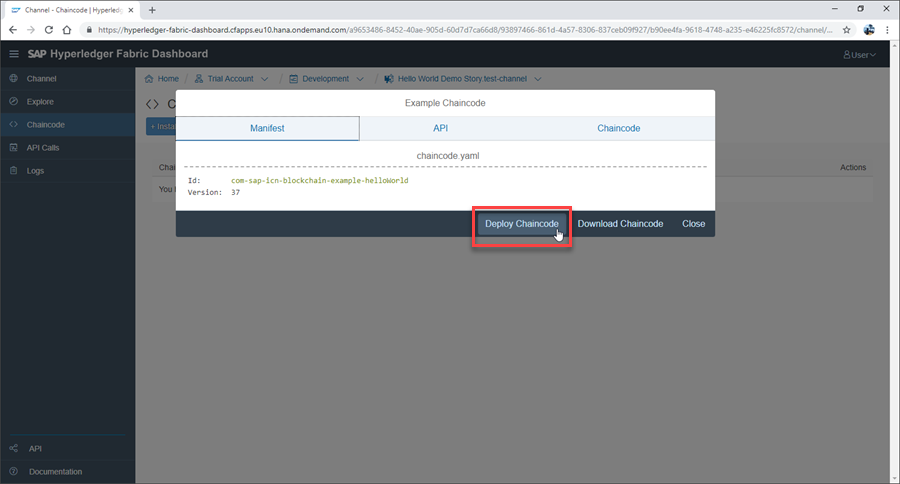 Channel - Chaincode | Hyperled
https://hyperledger-fabric-dashboard.cfapps.eu10.hana.ondemand.com/a9653486-8452-40ae-905d-60d7d7ca66d8/93897466-861d-4a57-8306-837ceb09f927/b90ee4fa-9618-4748-a235-e46225fc8572/channel/...
SAP Hyperledger Fabric Dashboard
User
Channel
Explore
Chaincode
API Calls
Logs
API
Documentation
Home / Trial Account / Development / Hello World Demo Story.test-channel
C
+ Insta
Cha
Actions
You
Example Chaincode
Manifest API Chaincode
chaincode.yaml
Id: com-sap-icn-blockchain-example-helloWorld
Version: 37
Deploy Chaincode Download Chaincode Close